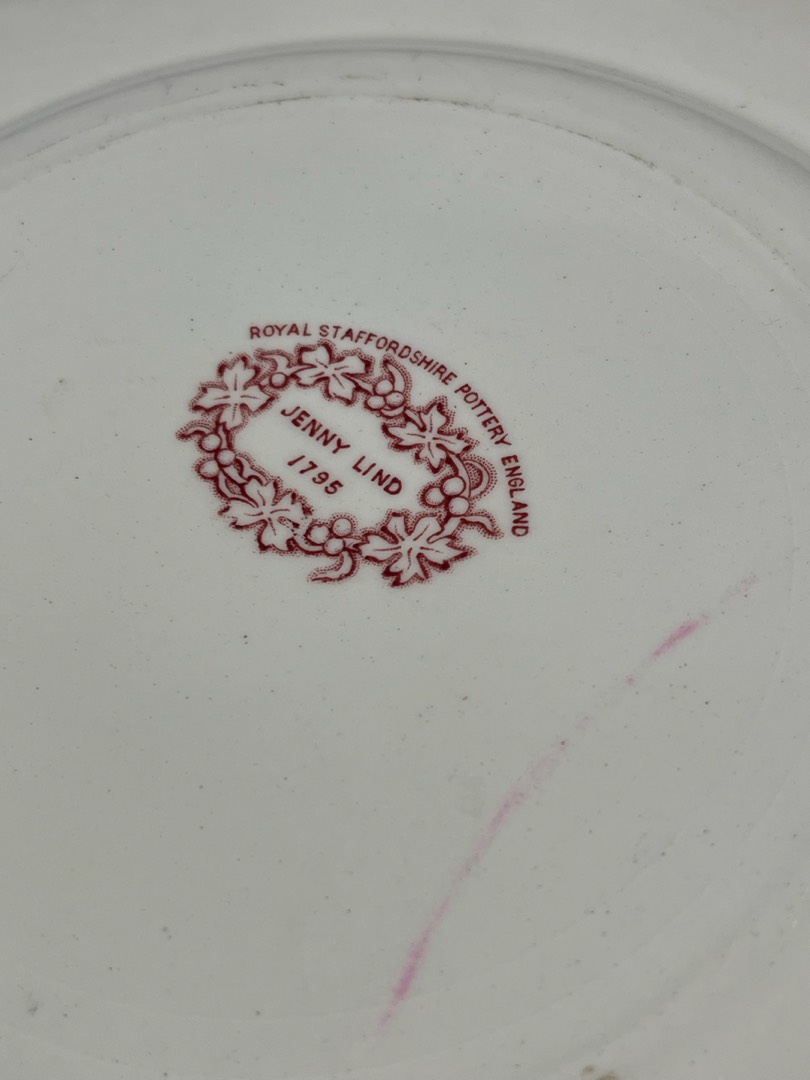 ROYAL STAFFORDSHIRE POTTERY ENGLAND
JENNY LIND
1795